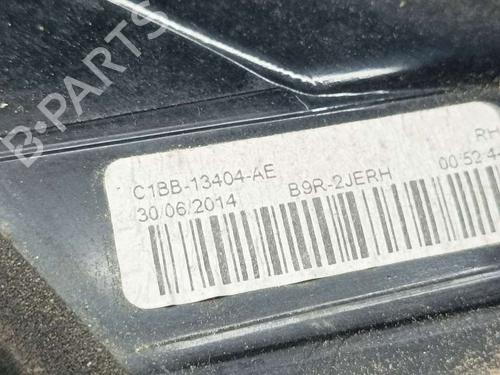 B-PARTS
C1BB-13404-AE B9R-2JERH RH
30/06/2014 00:52:4